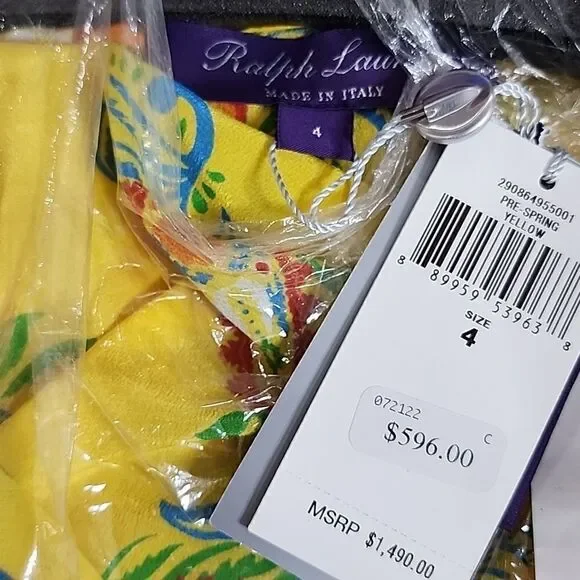 Ralph
MADE IN ITALY
4
290864955001
PRE-SPRING
YELLOW
8 89959 53963 8
SIZE
4
072122 C
$596.00
MSRP $1,490.00